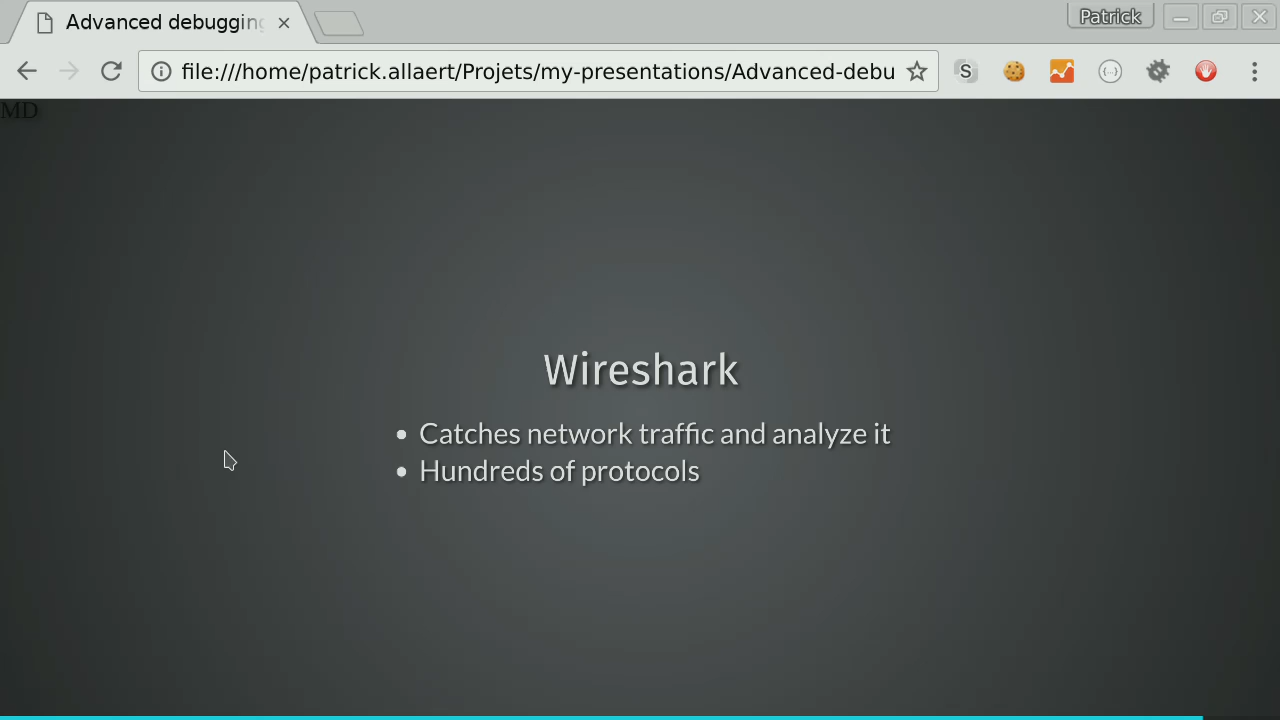 Advanced debugging
Patrick
file:///home/patrick.allaert/Projets/my-presentations/Advanced-debu
S
MD
Wireshark
Catches network traffic and analyze it
Hundreds of protocols